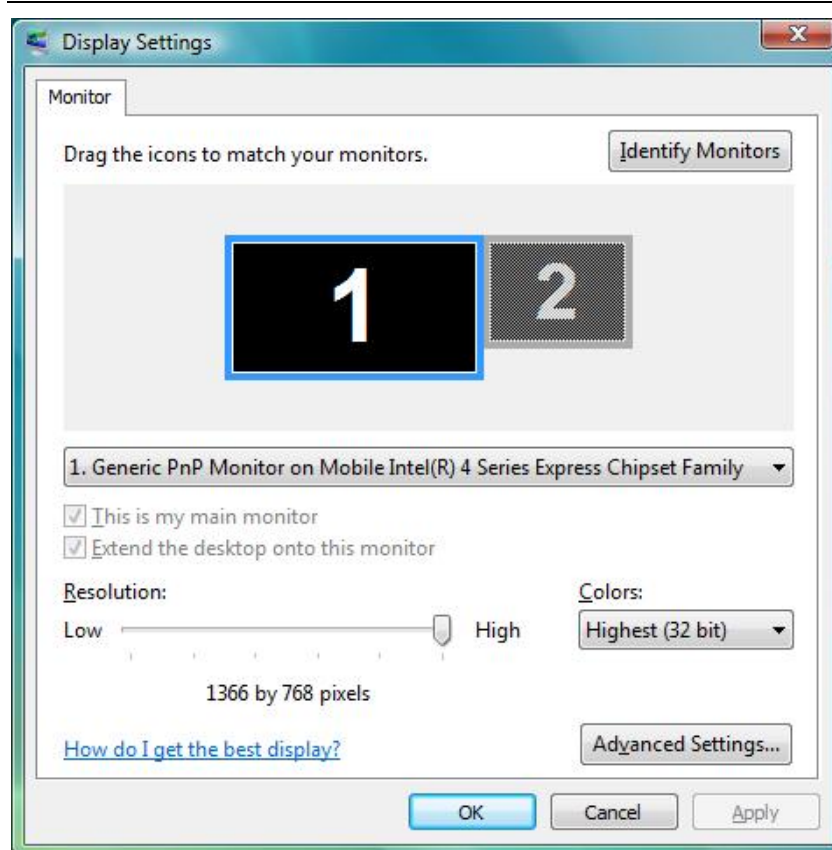 Display Settings
Monitor
Drag the icons to match your monitors.
Identify Monitors
1
2
1. Generic PnP Monitor on Mobile Intel(R) 4 Series Express Chipset Family
This is my main monitor
Extend the desktop onto this monitor
Resolution:
Colors:
Low
High
Highest (32 bit)
1366 by 768 pixels
How do I get the best display?
Advanced Settings...
OK
Cancel
Apply